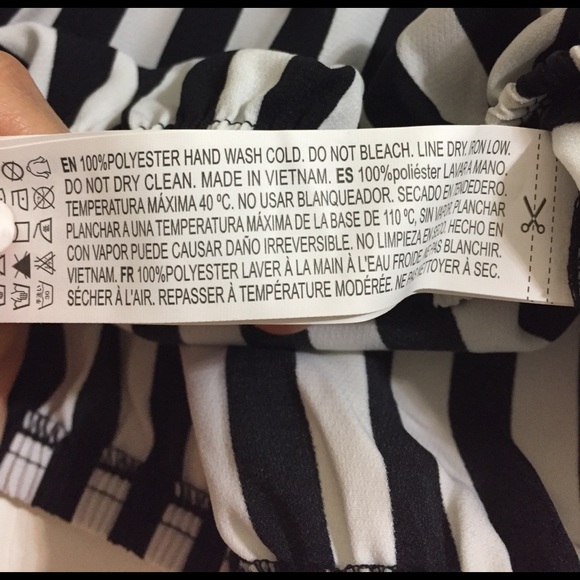 EN 100%POLYESTER HAND WASH COLD. DO NOT BLEACH. LINE DRY. IRON LOW.
DO NOT DRY CLEAN. MADE IN VIETNAM. ES 100%poliéster LAVAR A MANO.
TEMPERATURA MÁXIMA 40 ºC. NO USAR BLANQUEADOR. SECADO EN TENDEDERO.
PLANCHAR A UNA TEMPERATURA MÁXIMA DE LA BASE DE 110 ºC, SIN VAPOR. PLANCHAR
CON VAPOR PUEDE CAUSAR DAÑO IRREVERSIBLE. NO LIMPIEZA EN SECO. HECHO EN
VIETNAM. FR 100%POLYESTER LAVER À LA MAIN À L'EAU FROIDE. NE PAS BLANCHIR.
SÉCHER À L'AIR. REPASSER À TEMPÉRATURE MODÉRÉE. NE PAS NETTOYER À SEC.